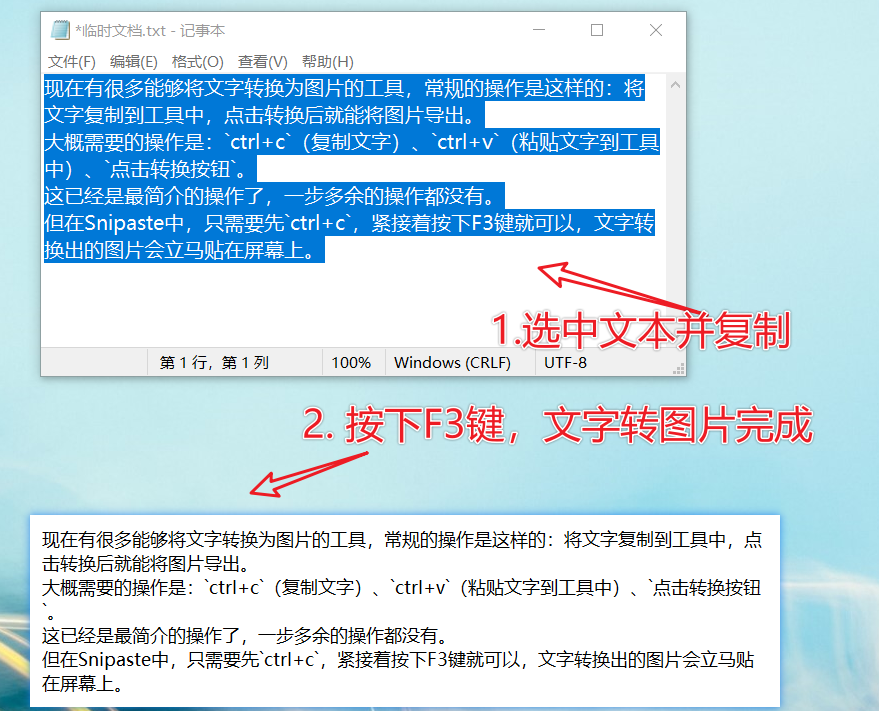 *临时文档.txt - 记事本
文件(F) 编辑(E) 格式(O) 查看(V) 帮助(H)
现在有很多能够将文字转换为图片的工具，常规的操作是这样的：将
文字复制到工具中，点击转换后就能将图片导出。
大概需要的操作是：`ctrl+c`（复制文字）、`ctrl+v`（粘贴文字到工具
中）、`点击转换按钮`。
这已经是最简介的操作了，一步多余的操作都没有。
但在Snipaste中，只需要先`ctrl+c`，紧接着按下F3键就可以，文字转
换出的图片会立马贴在屏幕上。
1.选中文本并复制
第 1 行，第 1 列 100% Windows (CRLF) UTF-8
2. 按下F3键，文字转图片完成
现在有很多能够将文字转换为图片的工具，常规的操作是这样的：将文字复制到工具中，点
击转换后就能将图片导出。
大概需要的操作是：`ctrl+c`（复制文字）、`ctrl+v`（粘贴文字到工具中）、`点击转换按钮
`。
这已经是最简介的操作了，一步多余的操作都没有。
但在Snipaste中，只需要先`ctrl+c`，紧接着按下F3键就可以，文字转换出的图片会立马贴
在屏幕上。